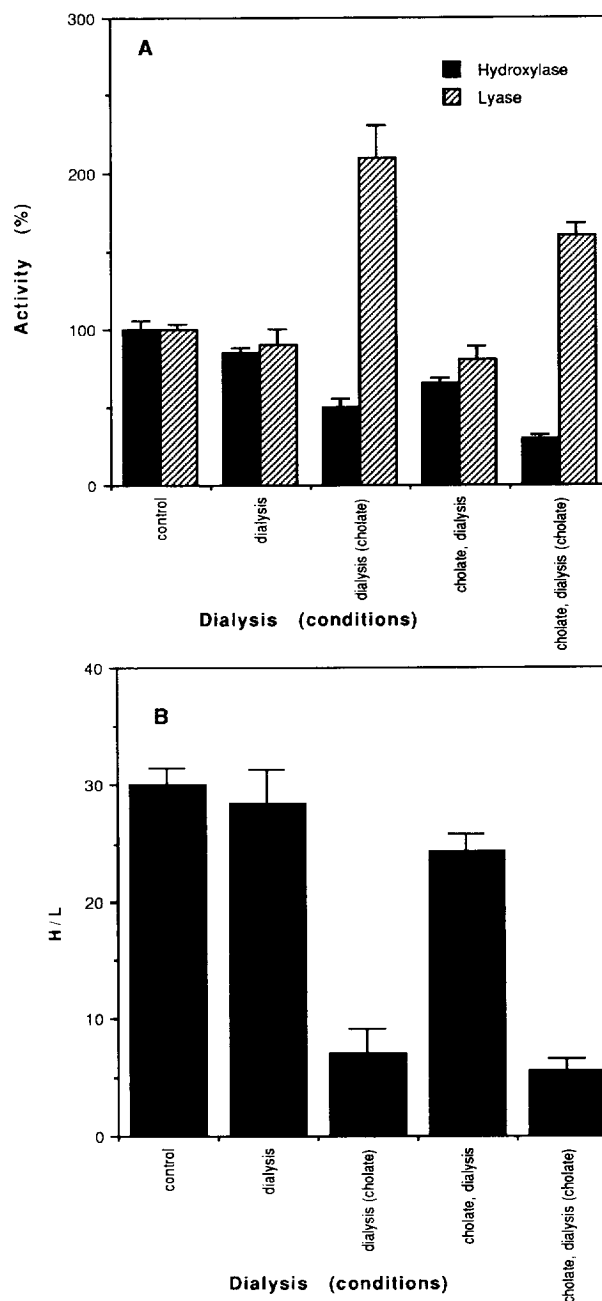 300
A
Hydroxylase
Lyase
200
100
0
Activity (%)
control
dialysis
dialysis (cholate)
cholate, dialysis
cholate, dialysis (cholate)
Dialysis (conditions)
40
B
30
20
10
0
H/L
control
dialysis
dialysis (cholate)
cholate, dialysis
cholate, dialysis (cholate)
Dialysis (conditions)